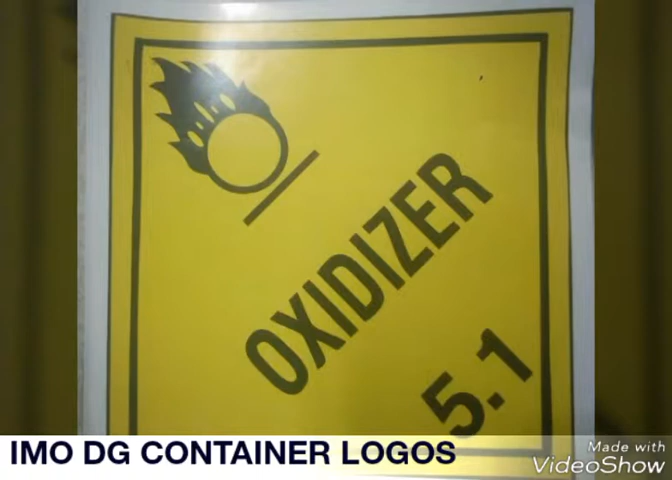 OXIDIZER
5.1
IMO DG CONTAINER LOGOS
Made with
VideoShow